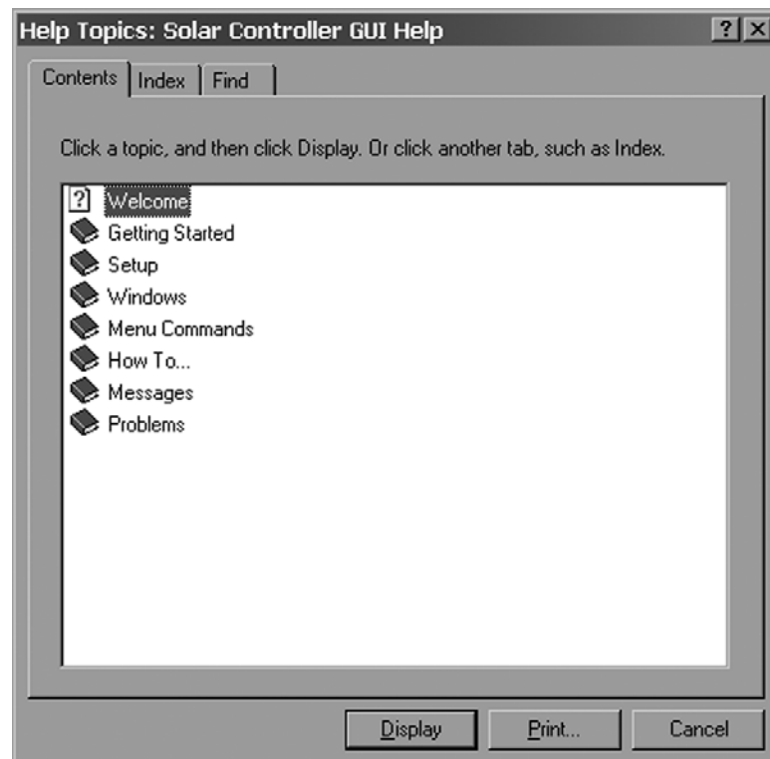 Help Topics: Solar Controller GUI Help
Contents Index Find
Click a topic, and then click Display. Or click another tab, such as Index.
Welcome
Getting Started
Setup
Windows
Menu Commands
How To...
Messages
Problems
Display Print... Cancel